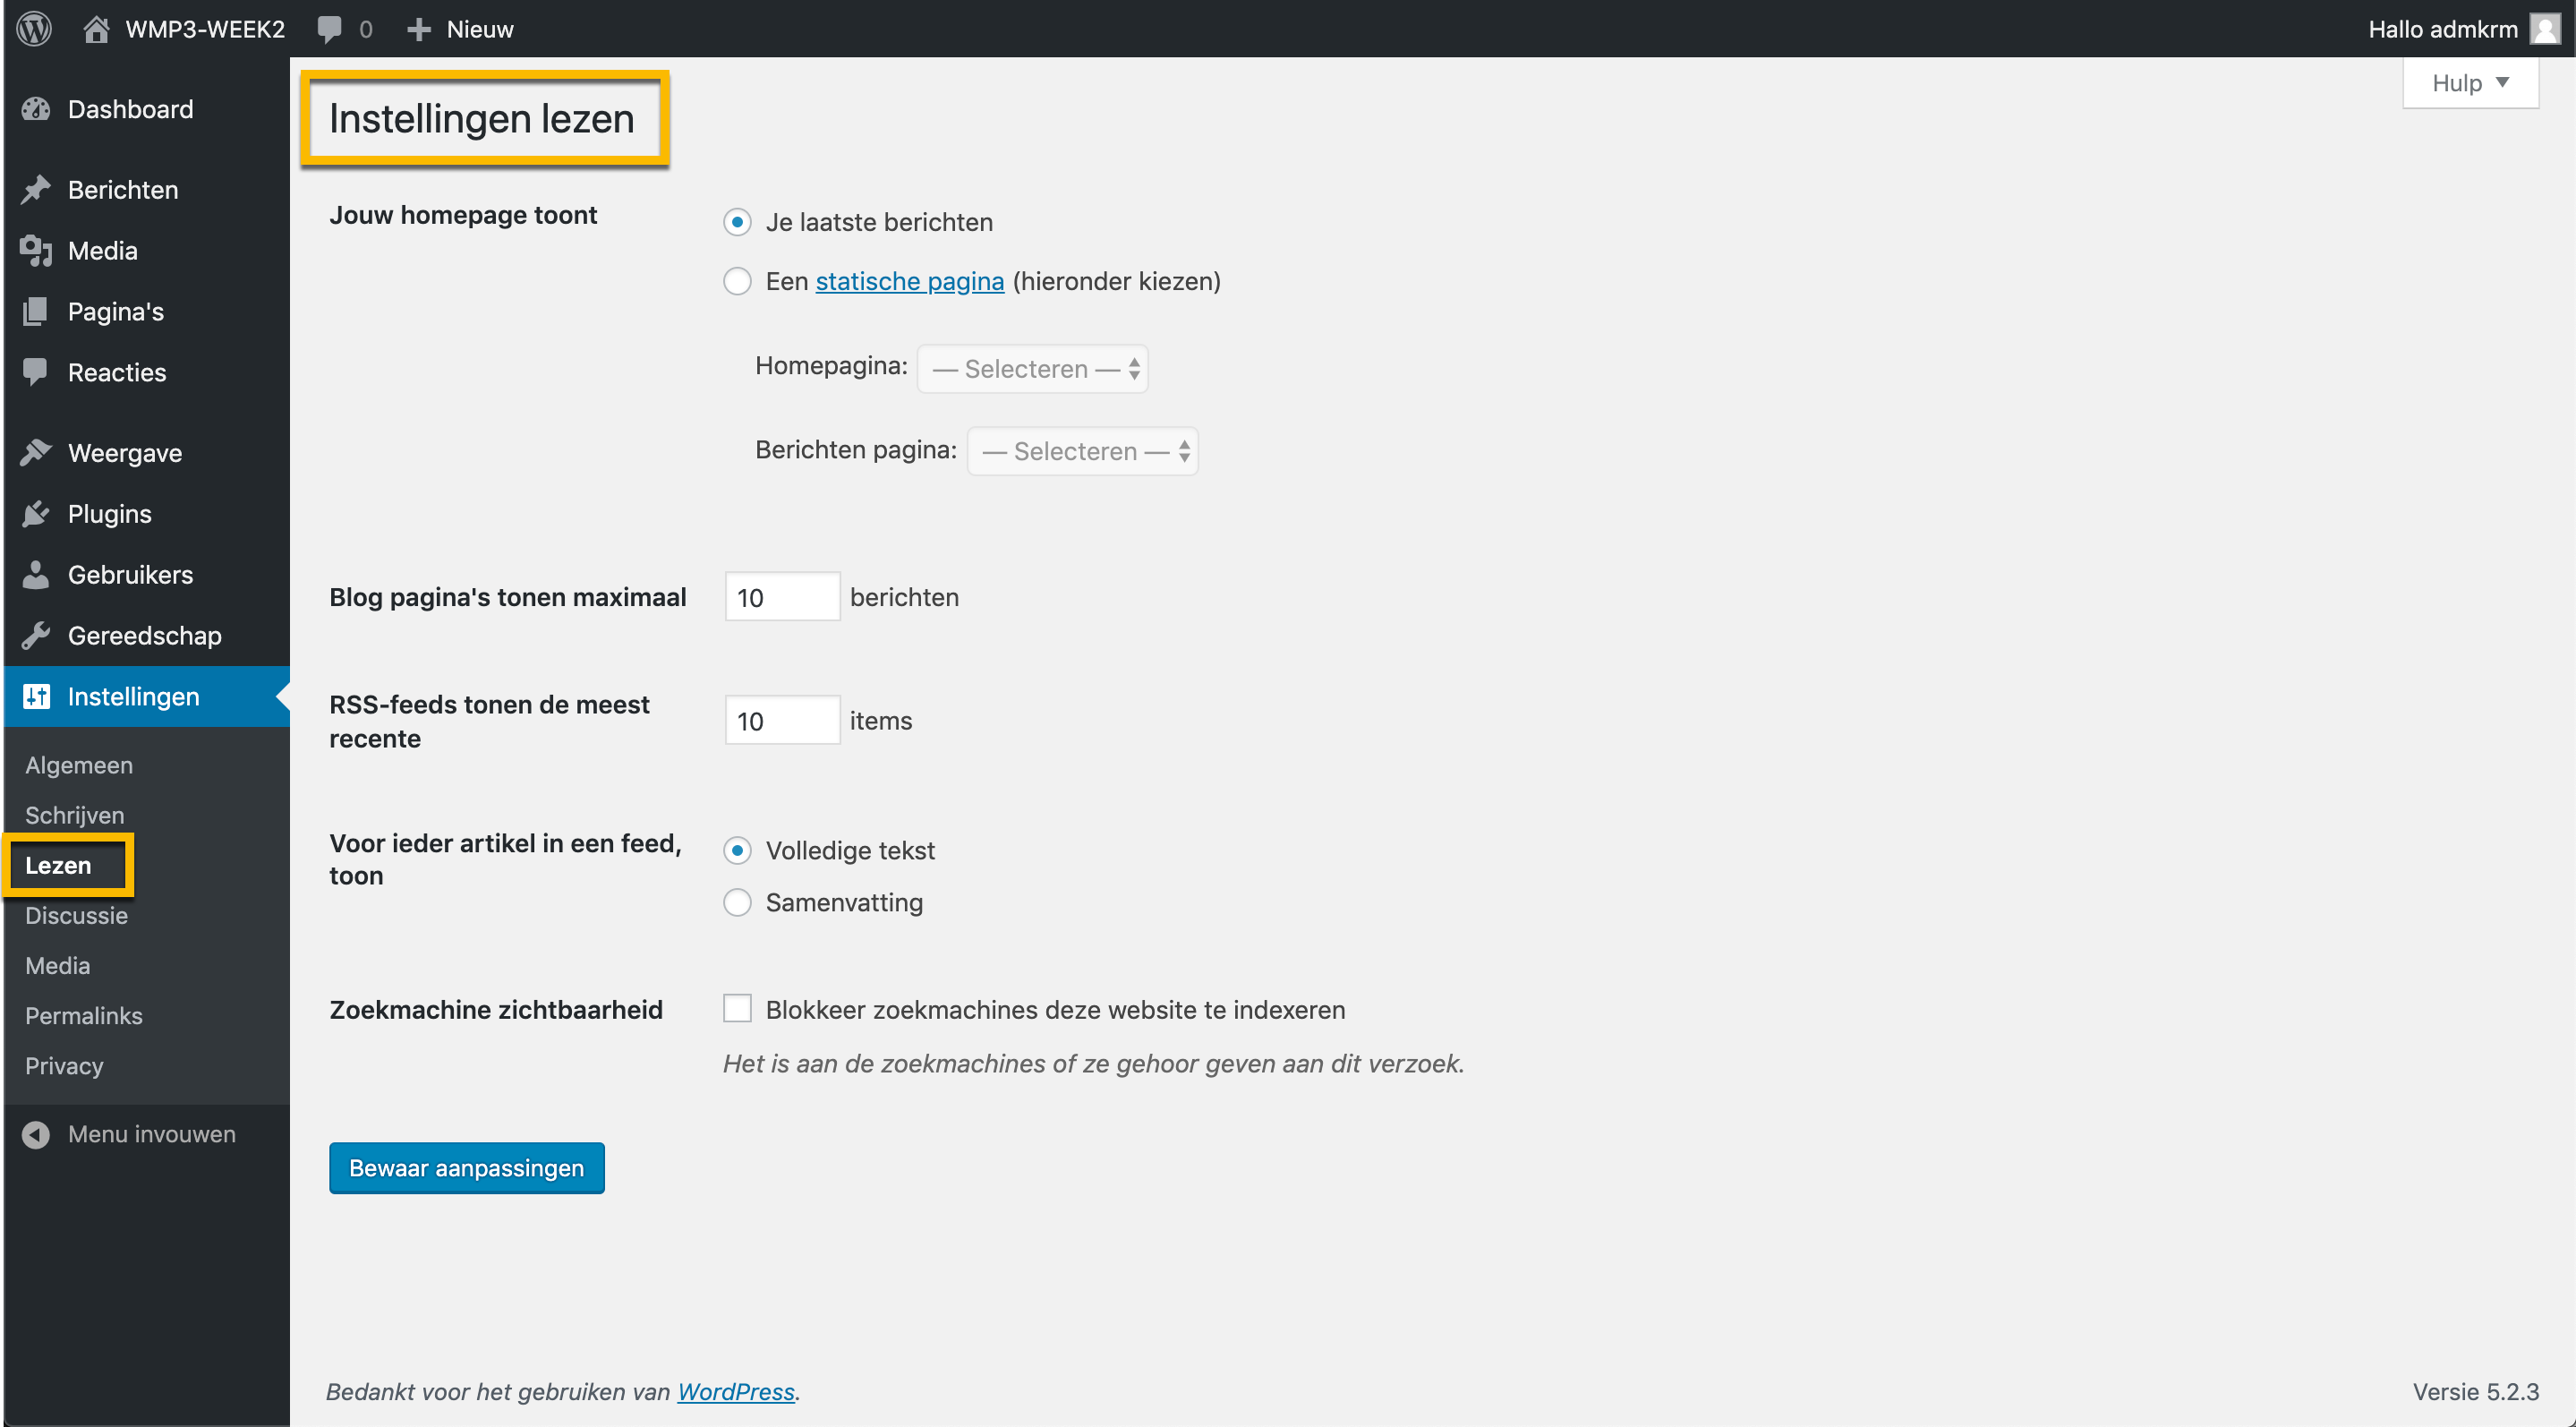 WMP3-WEEK2 0 Nieuw Hallo admkrm
Hulp
Dashboard
Berichten
Media
Pagina's
Reacties
Weergave
Plugins
Gebruikers
Gereedschap
Instellingen
Algemeen
Schrijven
Lezen
Discussie
Media
Permalinks
Privacy
Menu invouwen
Instellingen lezen
Jouw homepage toont
Je laatste berichten
Een statische pagina (hieronder kiezen)
Homepagina: — Selecteren —
Berichten pagina: — Selecteren —
Blog pagina's tonen maximaal 10 berichten
RSS-feeds tonen de meest
recente
10 items
Voor ieder artikel in een feed,
toon
Volledige tekst
Samenvatting
Zoekmachine zichtbaarheid
Blokkeer zoekmachines deze website te indexeren
Het is aan de zoekmachines of ze gehoor geven aan dit verzoek.
Bewaar aanpassingen
Bedankt voor het gebruiken van WordPress. Versie 5.2.3